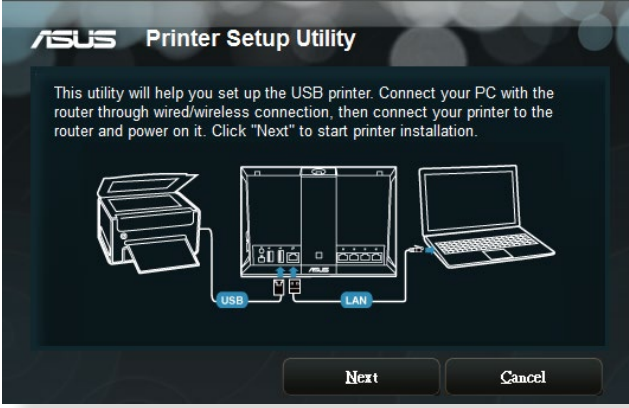 ASUS Printer Setup Utility
This utility will help you set up the USB printer. Connect your PC with the
router through wired/wireless connection, then connect your printer to the
router and power on it. Click "Next" to start printer installation.
ASUS
USB
LAN
Next
Cancel